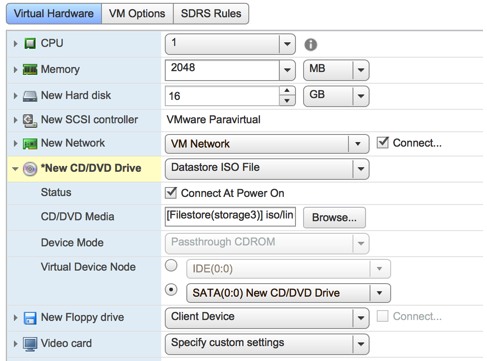 Virtual Hardware VM Options SDRS Rules
CPU 1
Memory 2048 MB
New Hard disk 16 GB
New SCSI controller VMware Paravirtual
New Network VM Network Connect...
*New CD/DVD Drive Datastore ISO File
Status Connect At Power On
CD/DVD Media [Filestore(storage3)] iso/lin Browse...
Device Mode Passthrough CDROM
Virtual Device Node IDE(0:0)
SATA(0:0) New CD/DVD Drive
New Floppy drive Client Device Connect...
Video card Specify custom settings